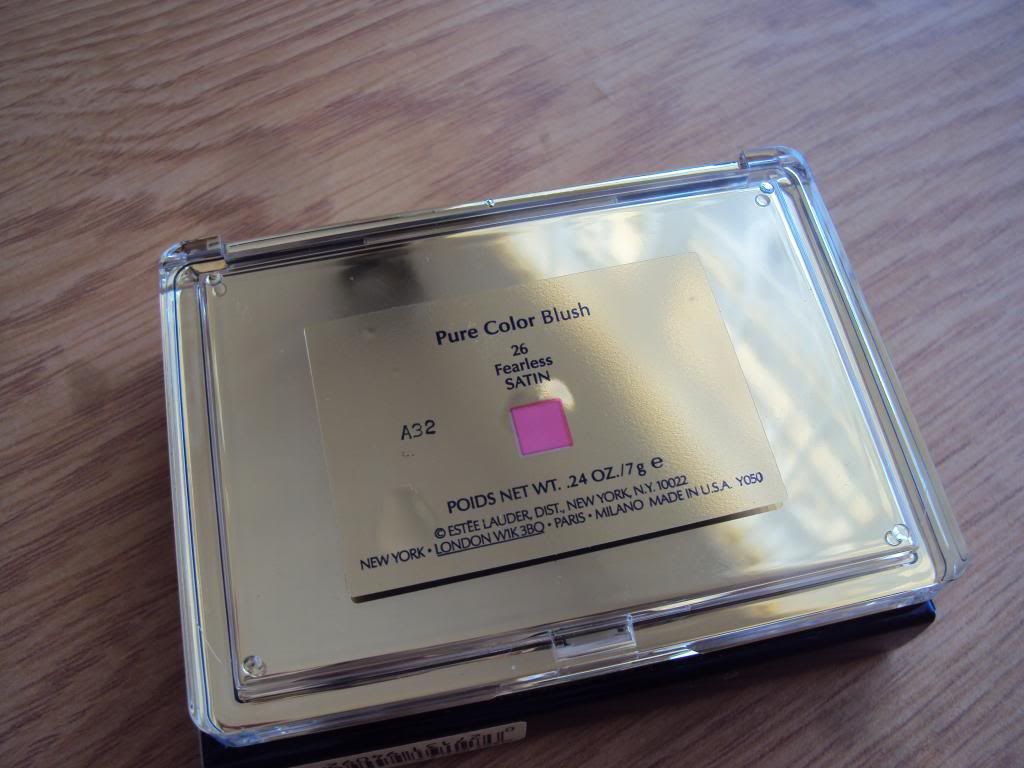 Pure Color Blush
26
Fearless
SATIN
A32
POIDS NET WT. .24 OZ./7g ℮
© ESTĒE LAUDER, DIST., NEW YORK, N.Y. 10022
NEW YORK • LONDON W1K 3BQ • PARIS • MILANO MADE IN U.S.A. Y050